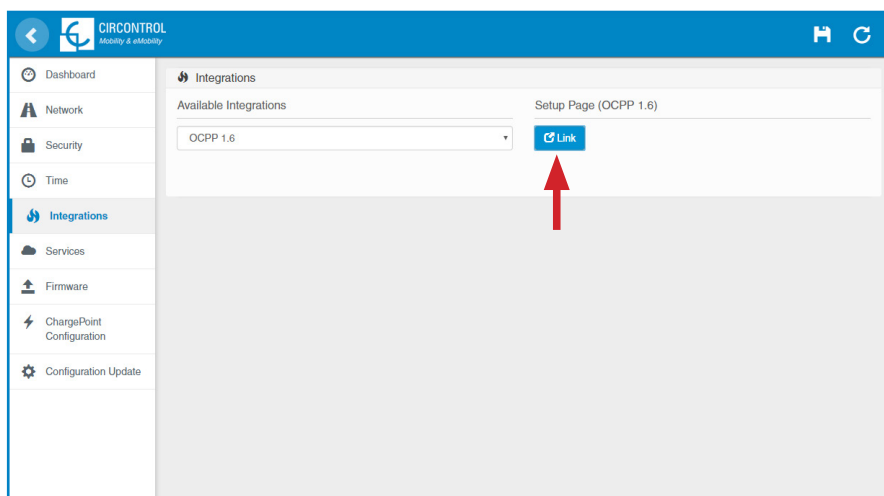 CIRCONTROL
Mobility & eMobility
Dashboard
Network
Security
Time
Integrations
Services
Firmware
ChargePoint
Configuration
Configuration Update
Integrations
Available Integrations
OCPP 1.6
Setup Page (OCPP 1.6)
Link